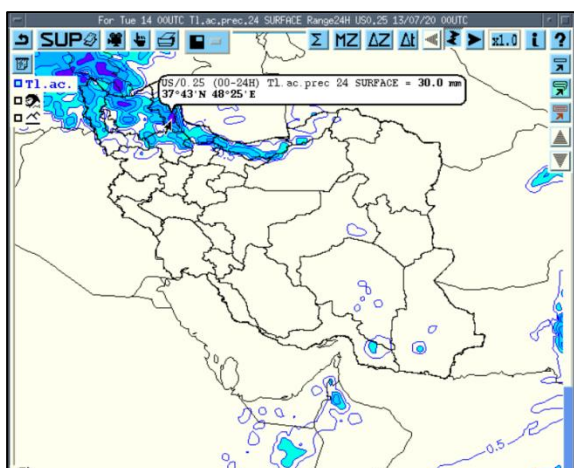 For Tue 14 00UTC Tl.ac.prec.24 SURFACE Range24H US0.25 13/07/20 00UTC
SUP Σ MZ ΔZ Δt x1.0 i ?
Tl.ac.
US/0.25 (00-24H) Tl.ac.prec 24 SURFACE = 30.0 mm
37°43'N 48°25'E
0.5